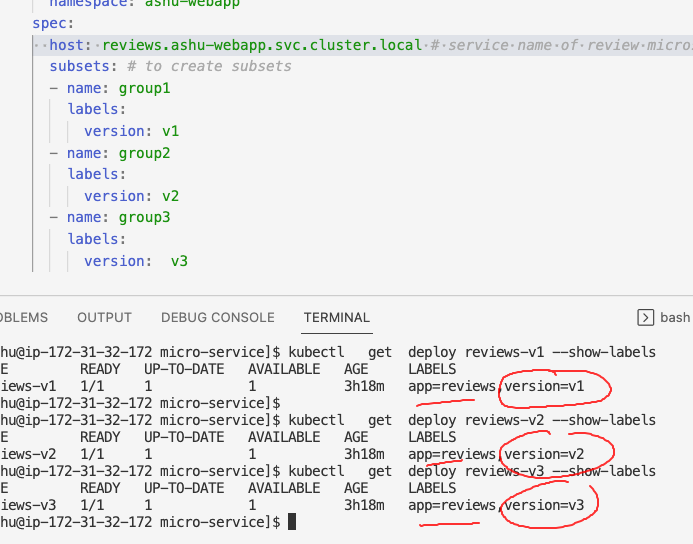 namespace: ashu-webapp
spec:
host: reviews.ashu-webapp.svc.cluster.local # service name of review micro
subsets: # to create subsets
- name: group1
labels:
version: v1
- name: group2
labels:
version: v2
- name: group3
labels:
version:  v3
OBLEMS OUTPUT DEBUG CONSOLE TERMINAL bash
hu@ip-172-31-32-172 micro-service]$ kubectl   get  deploy reviews-v1 --show-labels
E READY UP-TO-DATE AVAILABLE AGE LABELS
iews-v1 1/1 1 1 3h18m app=reviews,version=v1
hu@ip-172-31-32-172 micro-service]$
hu@ip-172-31-32-172 micro-service]$ kubectl   get  deploy reviews-v2 --show-labels
E READY UP-TO-DATE AVAILABLE AGE LABELS
iews-v2 1/1 1 1 3h18m app=reviews,version=v2
hu@ip-172-31-32-172 micro-service]$ kubectl   get  deploy reviews-v3 --show-labels
E READY UP-TO-DATE AVAILABLE AGE LABELS
iews-v3 1/1 1 1 3h18m app=reviews,version=v3
hu@ip-172-31-32-172 micro-service]$